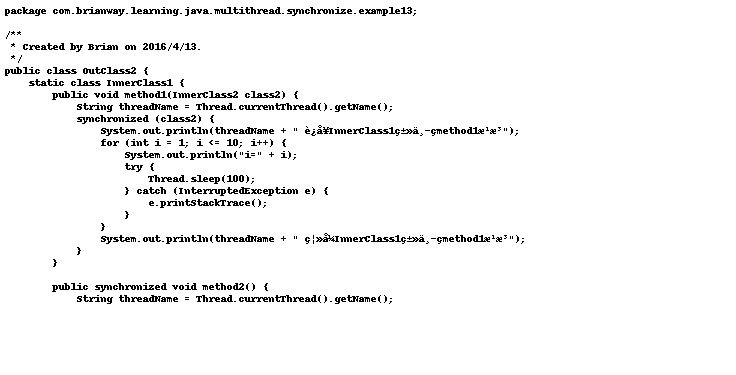 package com.brianway.learning.java.multithread.synchronize.example13;
/**
 * Created by Brian on 2016/4/13.
 */
public class OutClass2 {
    static class InnerClass1 {
        public void method1(InnerClass2 class2) {
            String threadName = Thread.currentThread().getName();
            synchronized (class2) {
                System.out.println(threadName + " è¿å¥InnerClass1ç±»ä¸­çmethod1æ¹æ³");
                for (int i = 1; i <= 10; i++) {
                    System.out.println("i=" + i);
                    try {
                        Thread.sleep(100);
                    } catch (InterruptedException e) {
                        e.printStackTrace();
                    }
                }
                System.out.println(threadName + " ç¦»å¼InnerClass1ç±»ä¸­çmethod1æ¹æ³");
            }
        }
        public synchronized void method2() {
            String threadName = Thread.currentThread().getName();